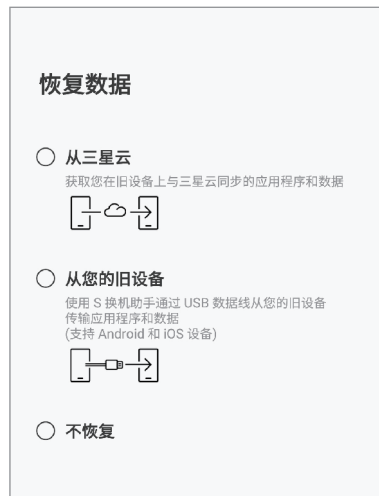 恢复数据
从三星云
获取您在旧设备上与三星云同步的应用程序和数据
从您的旧设备
使用 S 换机助手通过 USB 数据线从您的旧设备
传输应用程序和数据
(支持 Android 和 iOS 设备)
不恢复